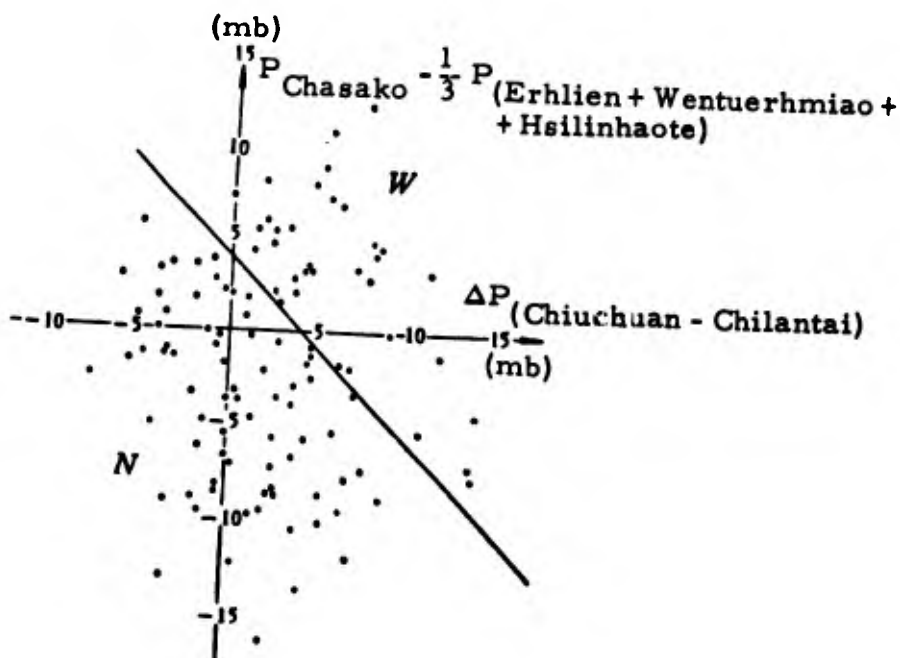 (mb)
15
P Chasako - 1/3 P (Erhlien + Wentuerhmiao +
+ Hsilinhaote)
10
W
5
ΔP (Chiuchuan - Chilantai)
--10 -5 5 -10 15
(mb)
-5
N
-10
-15